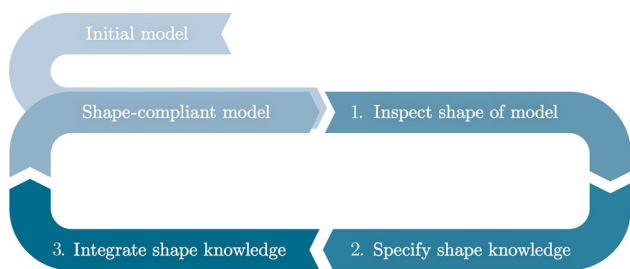 Initial model
Shape-compliant model
1. Inspect shape of model
3. Integrate shape knowledge
2. Specify shape knowledge